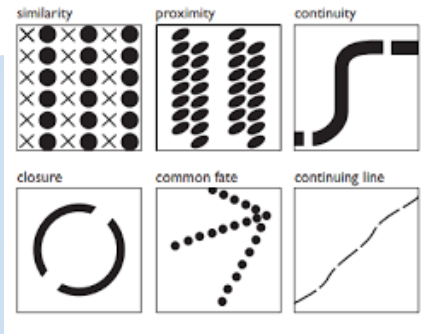 similarity
proximity
continuity
closure
common fate
continuing line